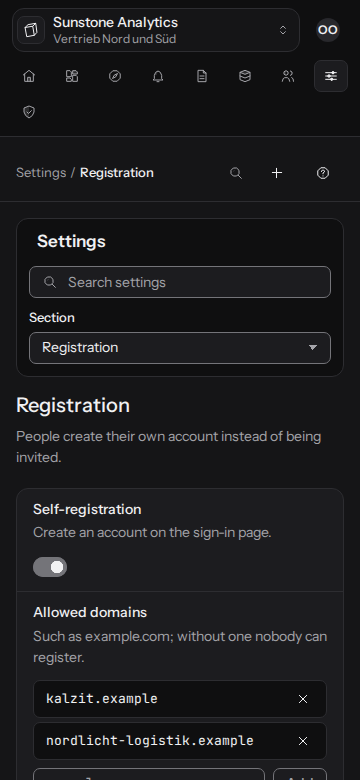 Sunstone Analytics
Vertrieb Nord und Süd
OO
Settings / Registration
Settings
Search settings
Section
Registration
Registration
People create their own account instead of being
invited.
Self-registration
Create an account on the sign-in page.
Allowed domains
Such as example.com; without one nobody can
register.
kalzit.example
nordlicht-logistik.example